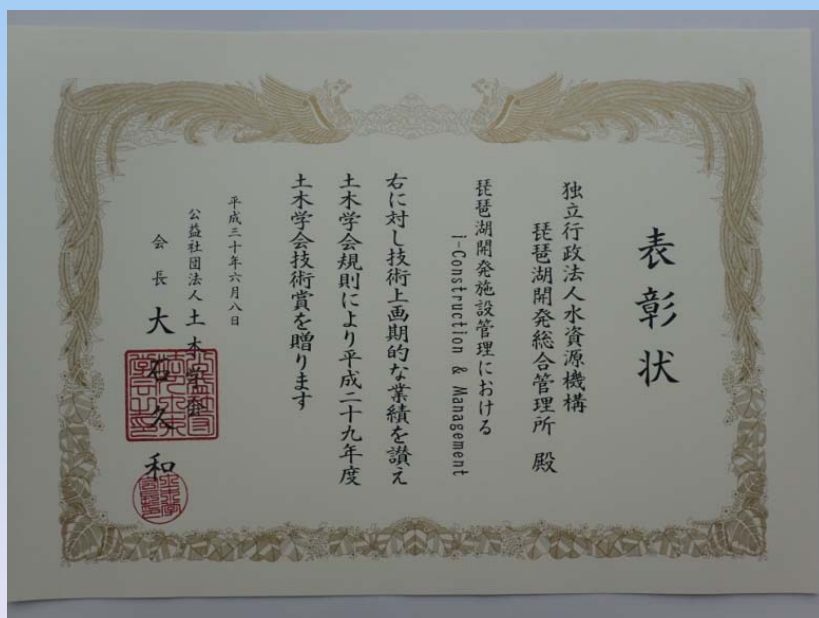 表彰状
独立行政法人水資源機構
琵琶湖開発総合管理所 殿
琵琶湖開発施設管理における
i-Construction & Management
右に対し技術上画期的な業績を讃え
土木学会規則により平成二十九年度
土木学会技術賞を贈ります
平成三十年六月八日
公益社団法人 土木学会
会長 大石久和